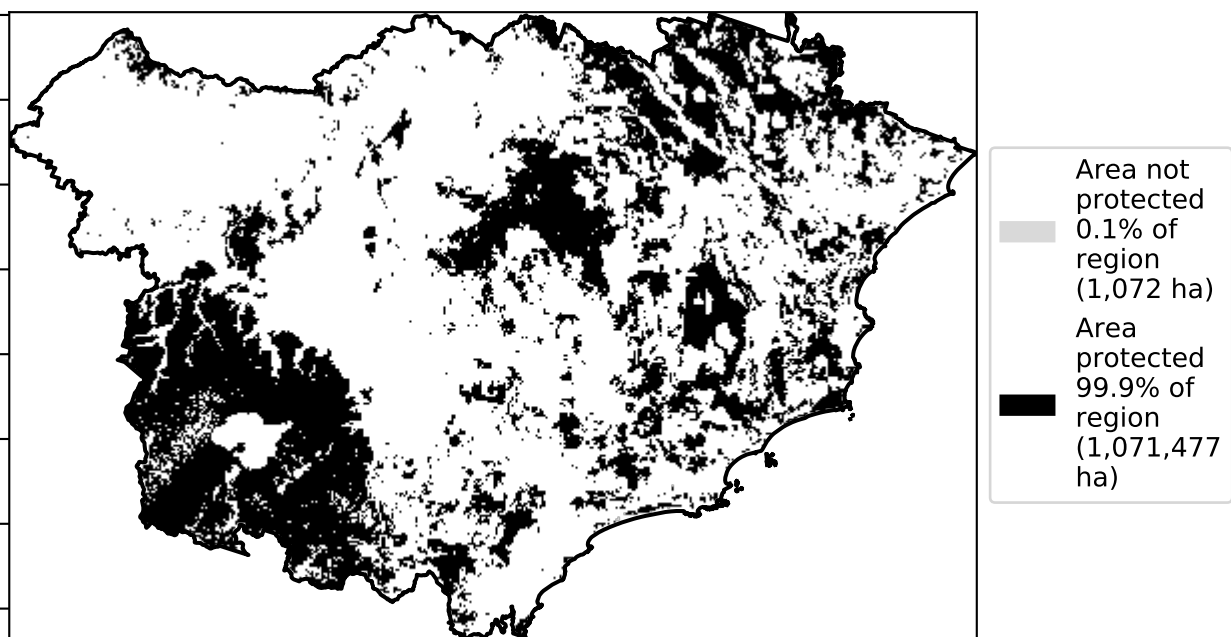 Area not
protected
0.1% of
region
(1,072 ha)
Area
protected
99.9% of
region
(1,071,477
ha)